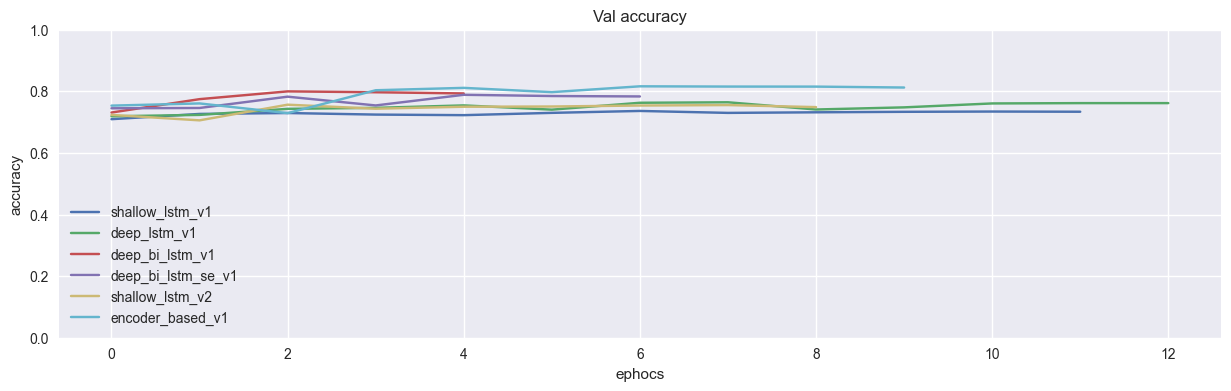 Val accuracy
1.0
0.8
0.6
0.4
0.2
0.0
accuracy
shallow_lstm_v1
deep_lstm_v1
deep_bi_lstm_v1
deep_bi_lstm_se_v1
shallow_lstm_v2
encoder_based_v1
0 2 4 6 8 10 12
ephocs